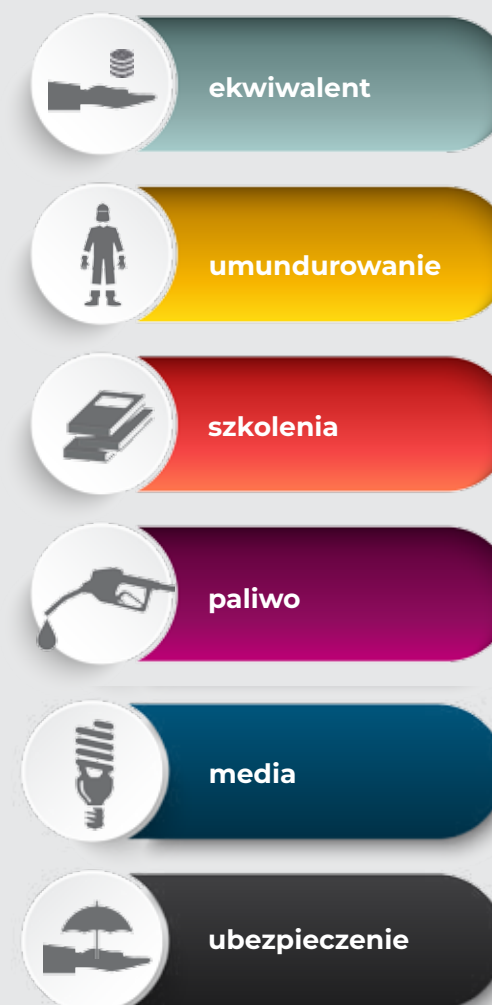 ekwiwalent
umundurowanie
szkolenia
paliwo
media
ubezpieczenie